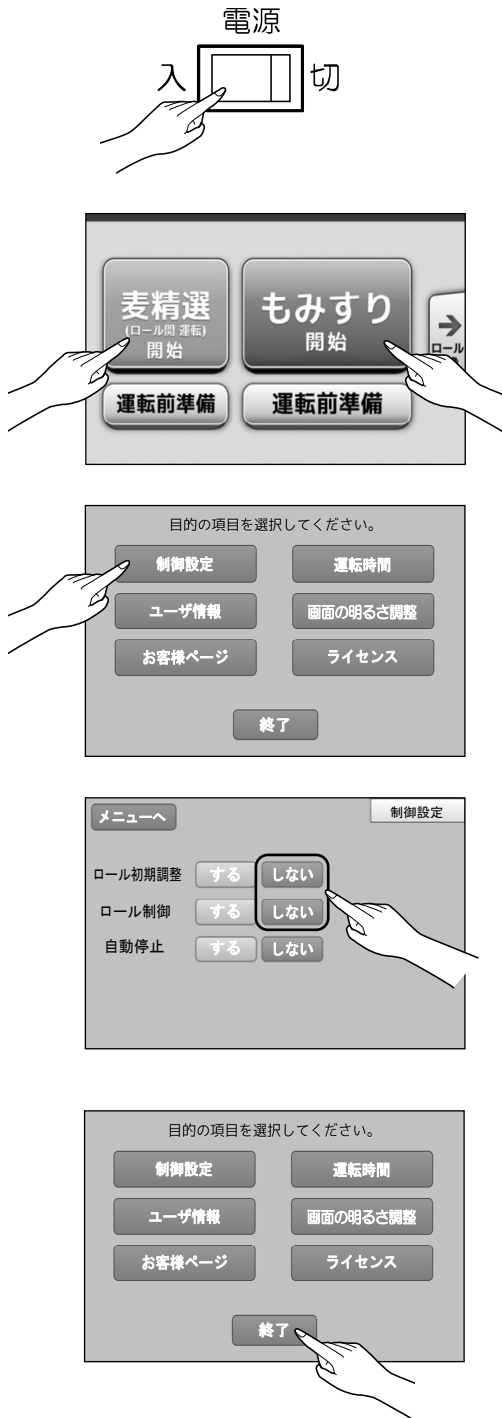 電源
入 切
麦精選
(ロール開 運転)
開始
もみすり
開始
ロール
運転前準備 運転前準備
目的の項目を選択してください。
制御設定 運転時間
ユーザ情報 画面の明るさ調整
お客様ページ ライセンス
終了
メニューへ 制御設定
ロール初期調整 する しない
ロール制御 する しない
自動停止 する しない
目的の項目を選択してください。
制御設定 運転時間
ユーザ情報 画面の明るさ調整
お客様ページ ライセンス
終了